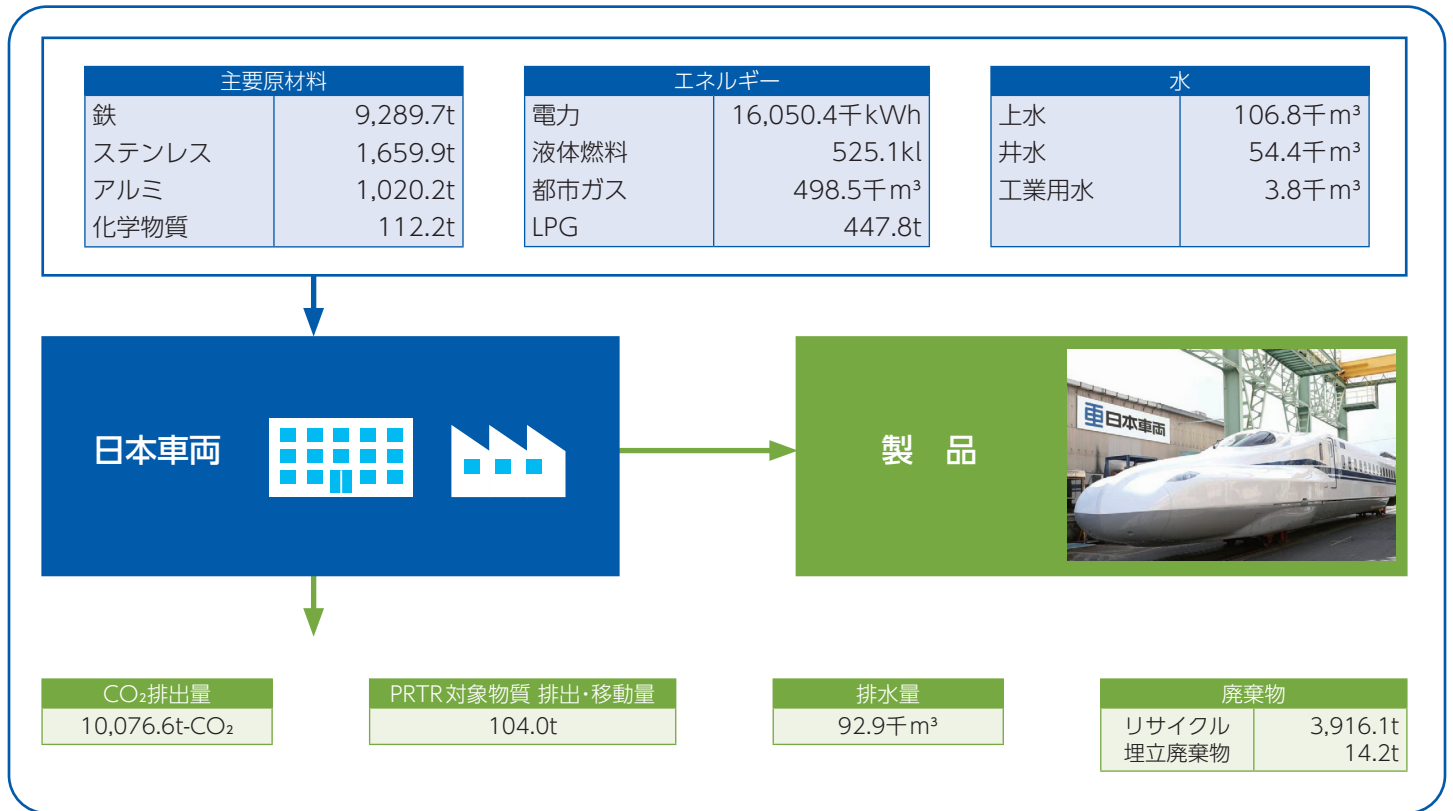 主要原材料
鉄 9,289.7t
ステンレス 1,659.9t
アルミ 1,020.2t
化学物質 112.2t
エネルギー
電力 16,050.4千kWh
液体燃料 525.1kl
都市ガス 498.5千m³
LPG 447.8t
水
上水 106.8千m³
井水 54.4千m³
工業用水 3.8千m³
日本車両
製 品
日本車両
CO₂排出量
10,076.6t-CO₂
PRTR対象物質 排出・移動量
104.0t
排水量
92.9千m³
廃棄物
リサイクル 3,916.1t
埋立廃棄物 14.2t